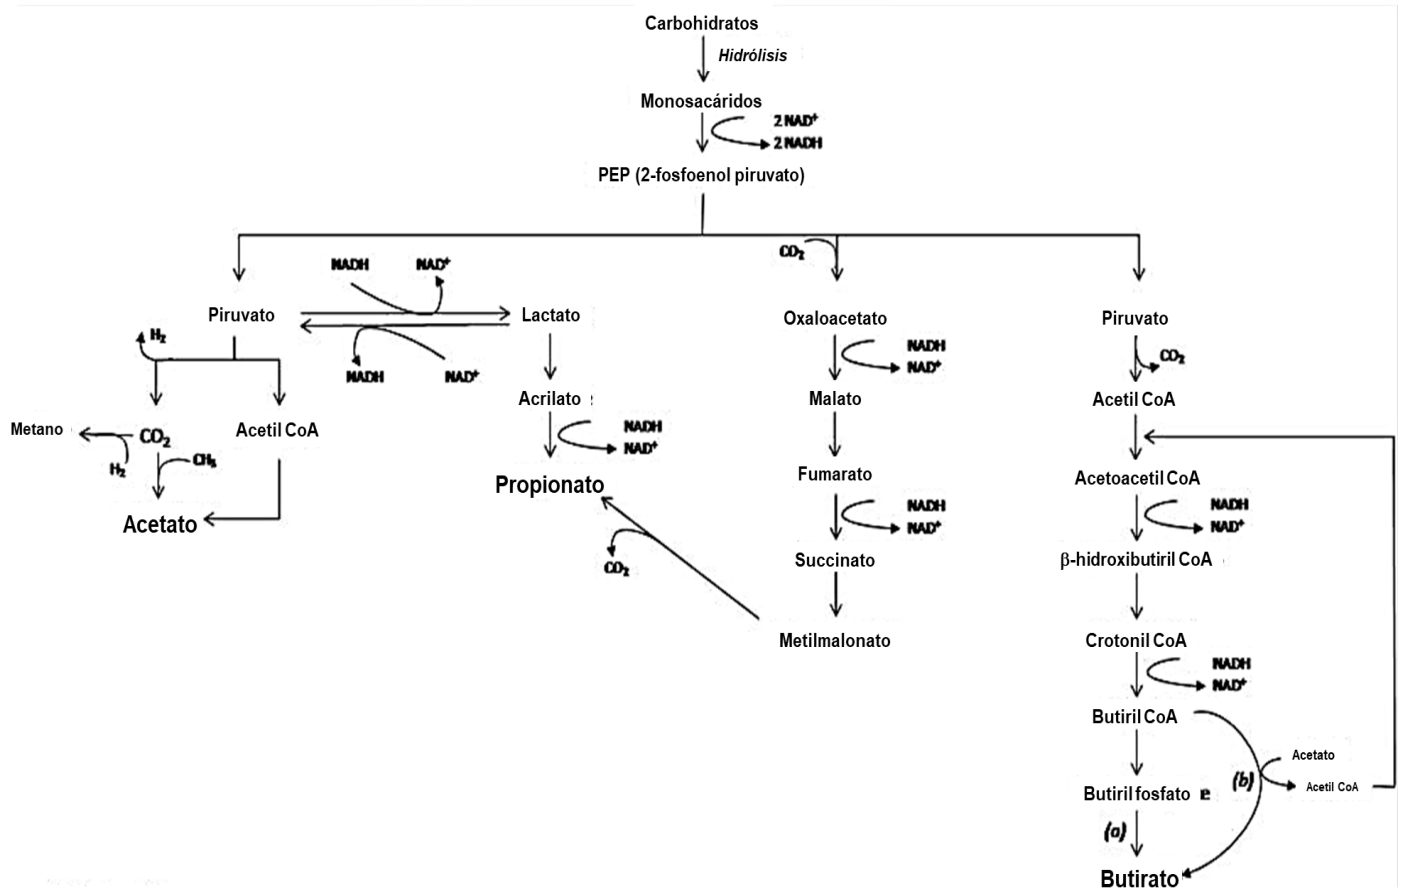 Carbohidratos
Hidrólisis
Monosacáridos
2 NAD⁺
2 NADH
PEP (2-fosfoenol piruvato)
CO₂
NADH NAD⁺
Piruvato Lactato Oxaloacetato Piruvato
H₂
NADH NAD⁺
NADH
NAD⁺
CO₂
Acrilato Malato Acetil CoA
Metano CO₂ Acetil CoA
NADH
NAD⁺
H₂ CH₃
Propionato Fumarato Acetoacetil CoA
Acetato
NADH
NAD⁺
NADH
NAD⁺
CO₂ Succinato β-hidroxibutiril CoA
Metilmalonato Crotonil CoA
NADH
NAD⁺
Butiril CoA
Acetato
(b)
Acetil CoA
Butiril fosfato e
(a)
Butirato